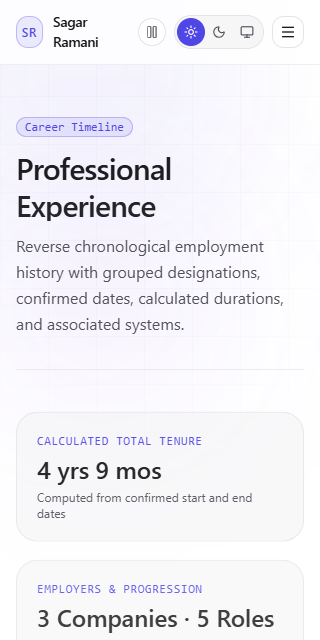 SR
Sagar
Ramani
Career Timeline
Professional
Experience
Reverse chronological employment
history with grouped designations,
confirmed dates, calculated durations,
and associated systems.
CALCULATED TOTAL TENURE
4 yrs 9 mos
Computed from confirmed start and end
dates
EMPLOYERS & PROGRESSION
3 Companies · 5 Roles